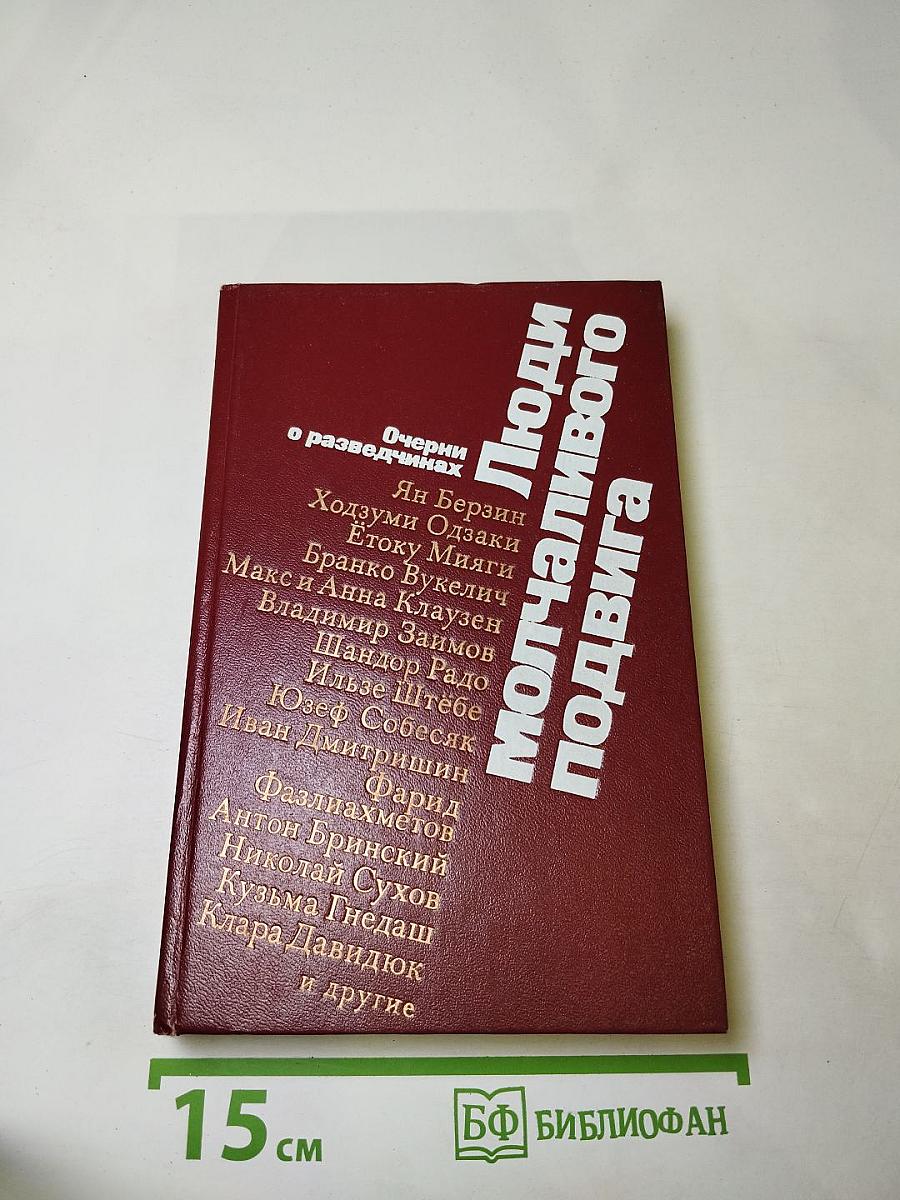 Люди
молчаливого
подвига
Очерки
о разведчиках
Ян Берзин
Ходзуми Одзаки
Ётоку Мияги
Бранко Вукелич
Макс и Анна Клаузен
Владимир Заимов
Шандор Радо
Ильзе Штёбе
Юзеф Собесяк
Иван Дмитришин
Фарид
Фазлиахметов
Антон Бринский
Николай Сухов
Кузьма Гнедаш
Клара Давидюк
и другие
15 см
БФ БИБЛИОФАН